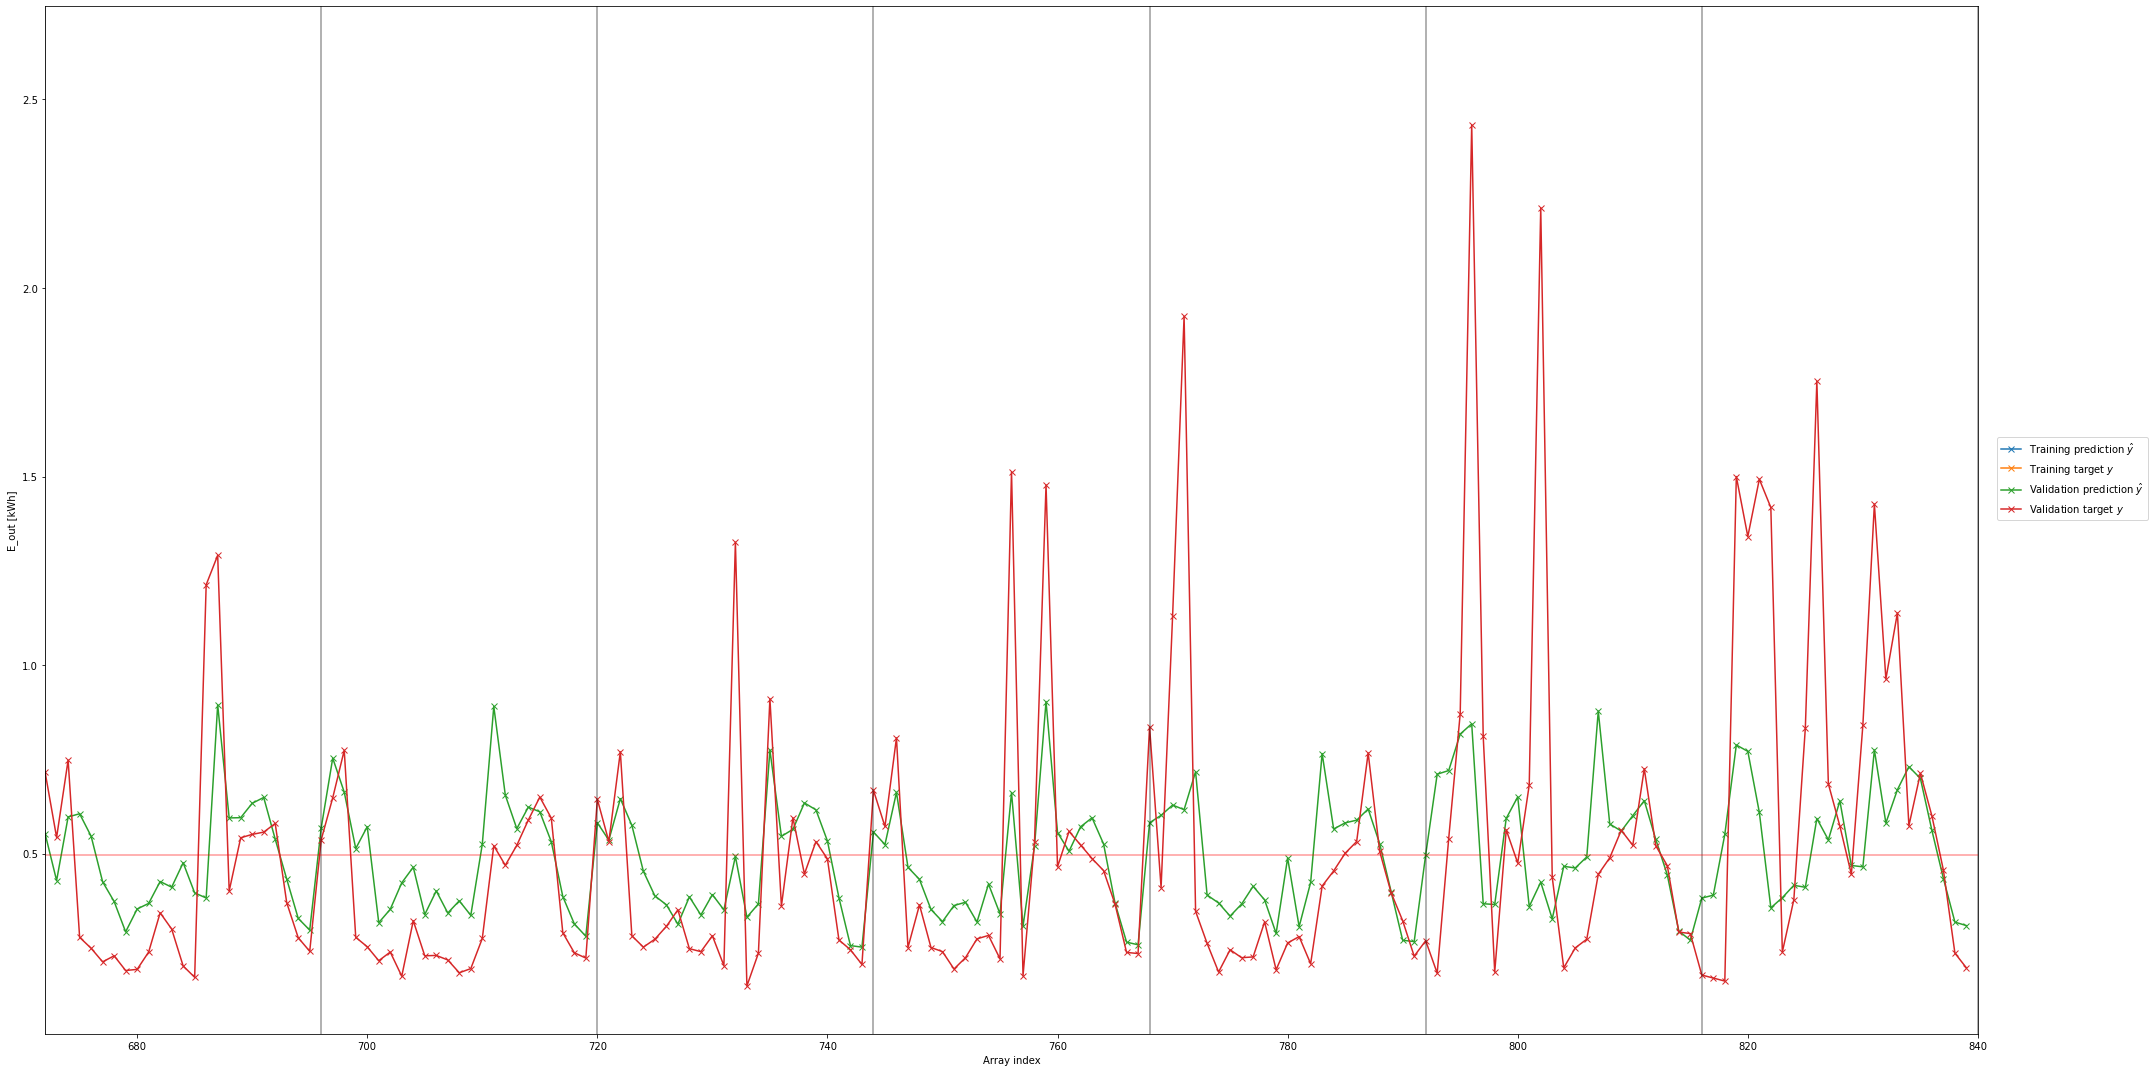 2.5
2.0
1.5
1.0
0.5
E_out [kWh]
680
700
720
740
760
780
800
820
840
Array index
Training prediction ŷ
Training target y
Validation prediction ŷ
Validation target y